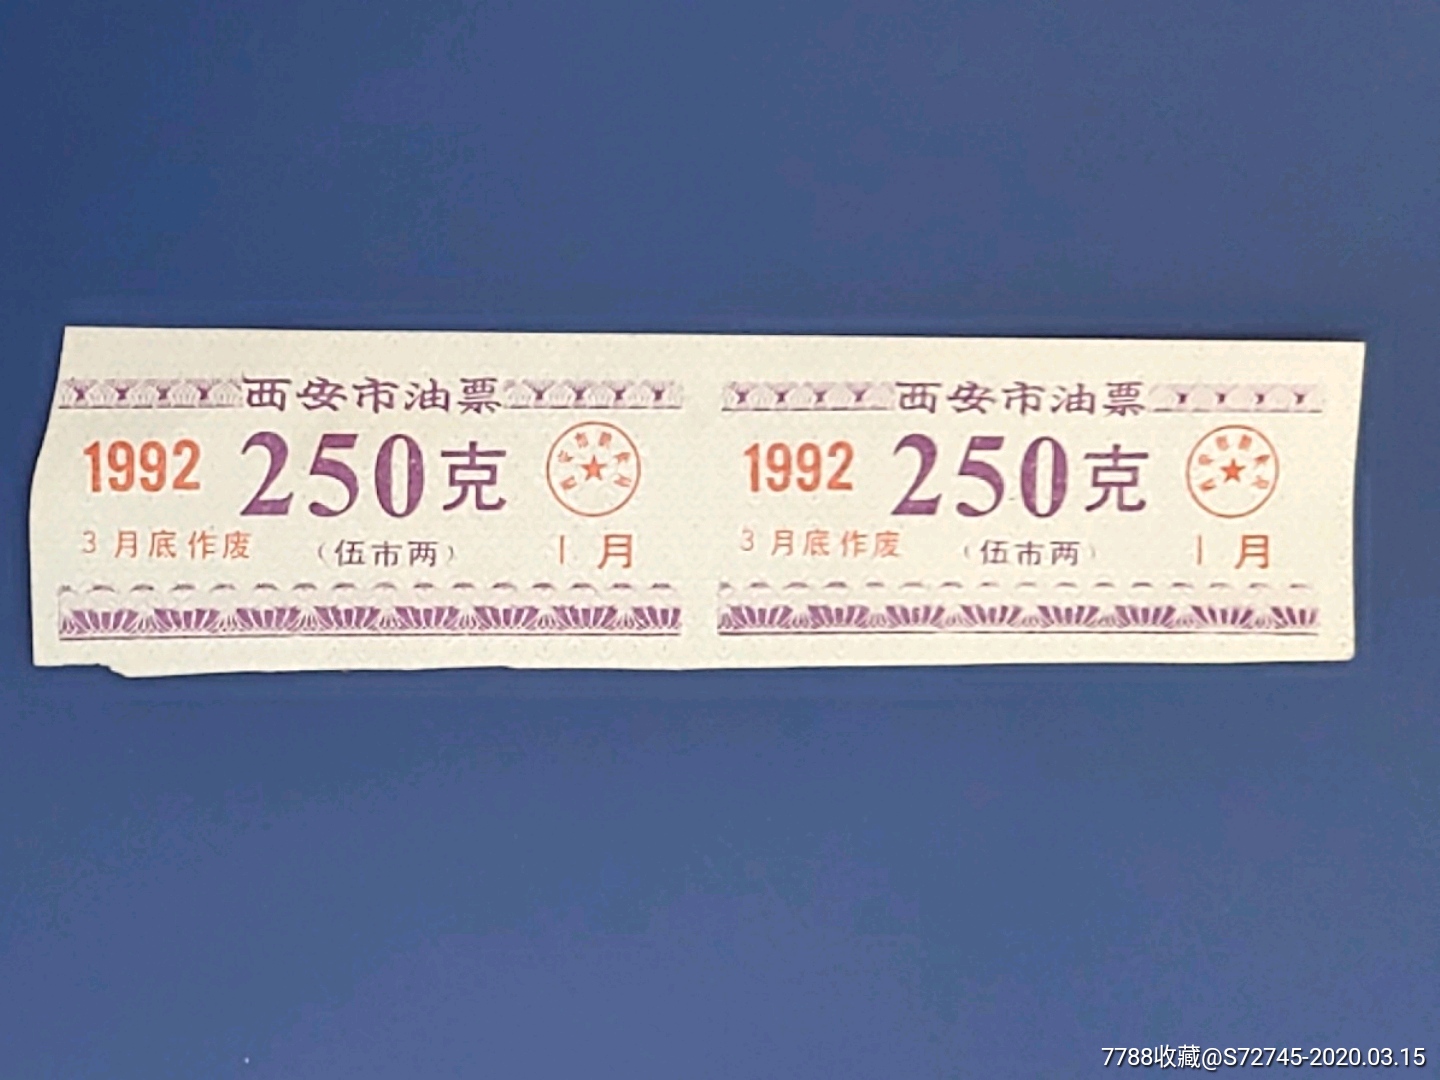 西安市油票
1992 250克
3月底作废 （伍市两） 1月
西安市油票
1992 250克
3月底作废 （伍市两） 1月
7788收藏@S72745-2020.03.15